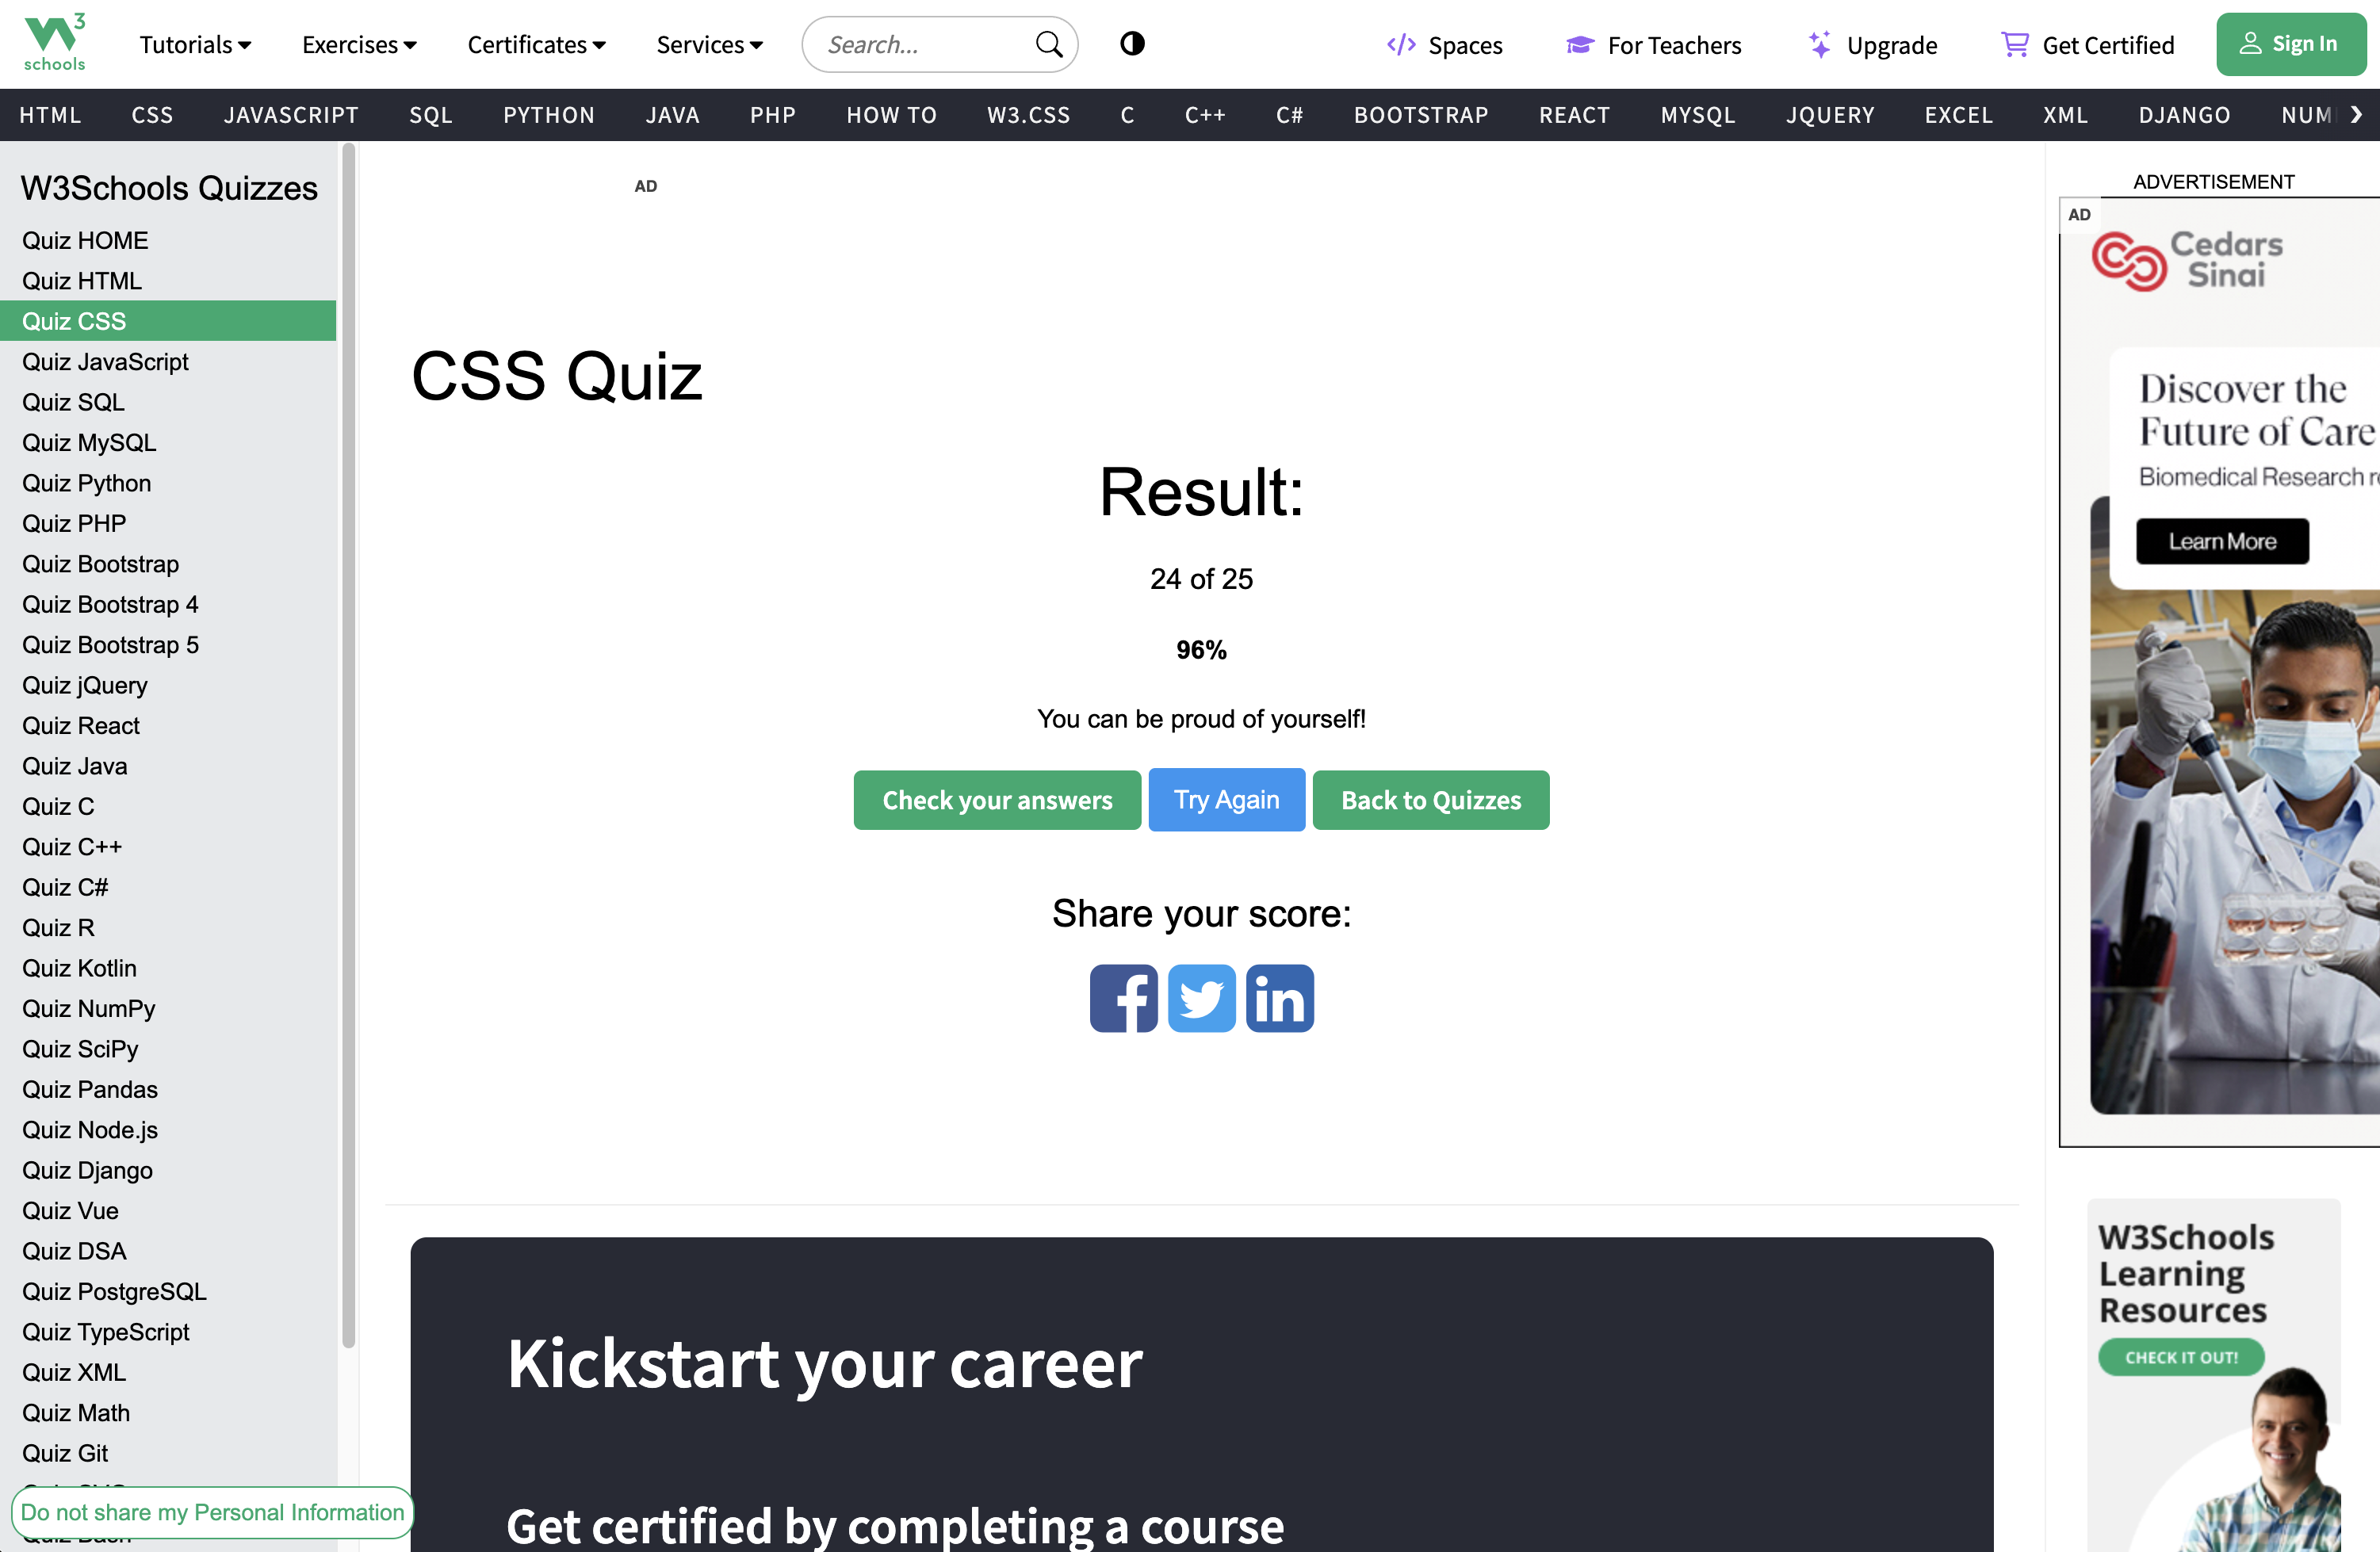 W3
schools
Tutorials
Exercises
Certificates
Services
Search...
Spaces
For Teachers
Upgrade
Get Certified
Sign In
HTML CSS JAVASCRIPT SQL PYTHON JAVA PHP HOW TO W3.CSS C C++ C# BOOTSTRAP REACT MYSQL JQUERY EXCEL XML DJANGO
W3Schools Quizzes
Quiz HOME
Quiz HTML
Quiz CSS
Quiz JavaScript
Quiz SQL
Quiz MySQL
Quiz Python
Quiz PHP
Quiz Bootstrap
Quiz Bootstrap 4
Quiz Bootstrap 5
Quiz jQuery
Quiz React
Quiz Java
Quiz C
Quiz C++
Quiz C#
Quiz R
Quiz Kotlin
Quiz NumPy
Quiz SciPy
Quiz Pandas
Quiz Node.js
Quiz Django
Quiz Vue
Quiz DSA
Quiz PostgreSQL
Quiz TypeScript
Quiz XML
Quiz Math
Quiz Git
Do not share my Personal Information
AD
CSS Quiz
Result:
24 of 25
96%
You can be proud of yourself!
Check your answers
Try Again
Back to Quizzes
Share your score:
Kickstart your career
Get certified by completing a course
ADVERTISEMENT
AD
Cedars
Sinai
Discover the
Future of Care
Biomedical Research
Learn More
W3Schools
Learning
Resources
CHECK IT OUT!